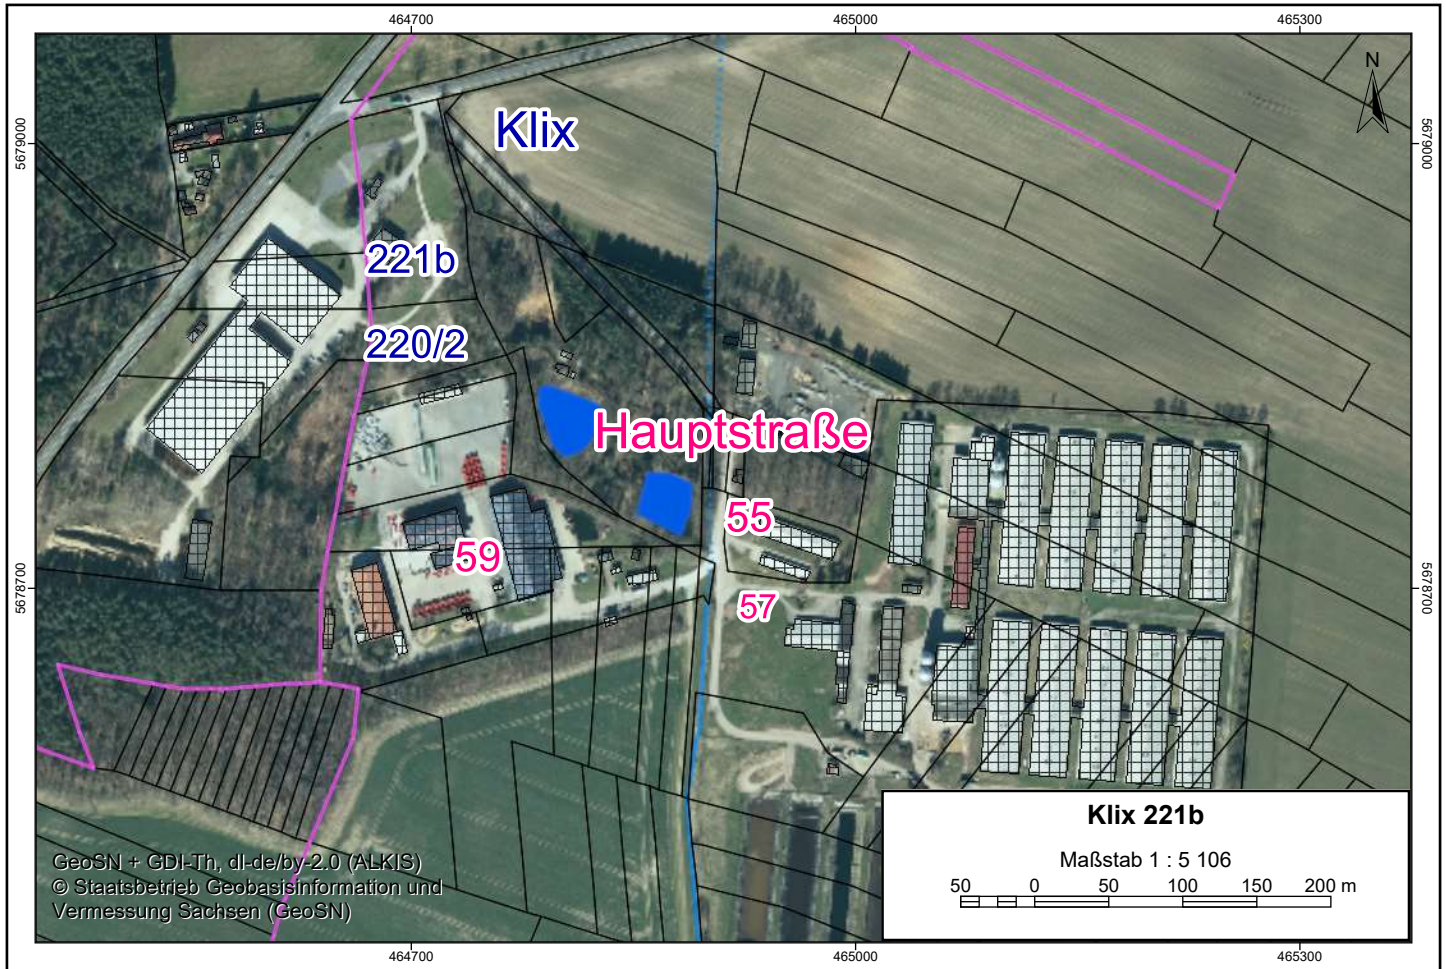 464700 465000 465300
5679000
5679000
N
Klix
221b
220/2
Hauptstraße
55
59
57
5678700
5678700
Klix 221b
Maßstab 1 : 5 106
50 0 50 100 150 200 m
GeoSN + GDI-Th, dl-de/by-2.0 (ALKIS)
© Staatsbetrieb Geobasisinformation und
Vermessung Sachsen (GeoSN)
464700 465000 465300